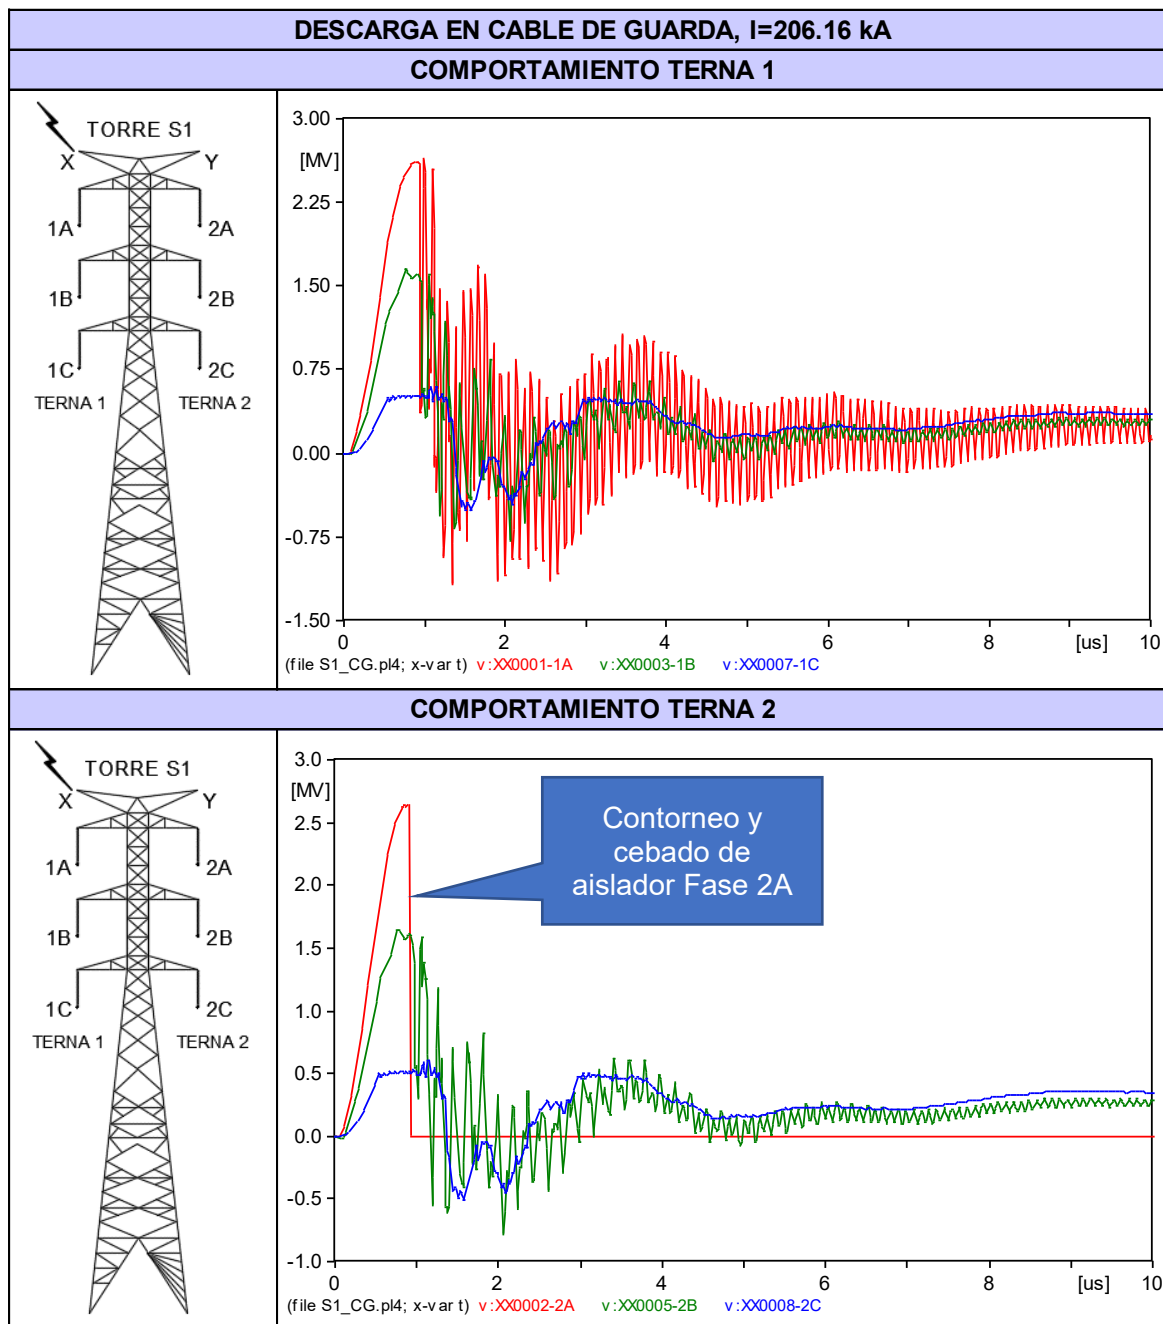 DESCARGA EN CABLE DE GUARDA, I=206.16 kA
COMPORTAMIENTO TERNA 1
TORRE S1
X
Y
1A
2A
1B
2B
1C
2C
TERNA 1
TERNA 2
3.00
[MV]
2.25
1.50
0.75
0.00
-0.75
-1.50
0
2
4
6
8
[us]
10
(file S1_CG.pl4; x-var t) v:XX0001-1A v:XX0003-1B v:XX0007-1C
COMPORTAMIENTO TERNA 2
TORRE S1
X
Y
1A
2A
1B
2B
1C
2C
TERNA 1
TERNA 2
3.0
[MV]
2.5
2.0
1.5
1.0
0.5
0.0
-0.5
-1.0
Contorneo y
cebado de
aislador Fase 2A
0
2
4
6
8
[us]
10
(file S1_CG.pl4; x-var t) v:XX0002-2A v:XX0005-2B v:XX0008-2C